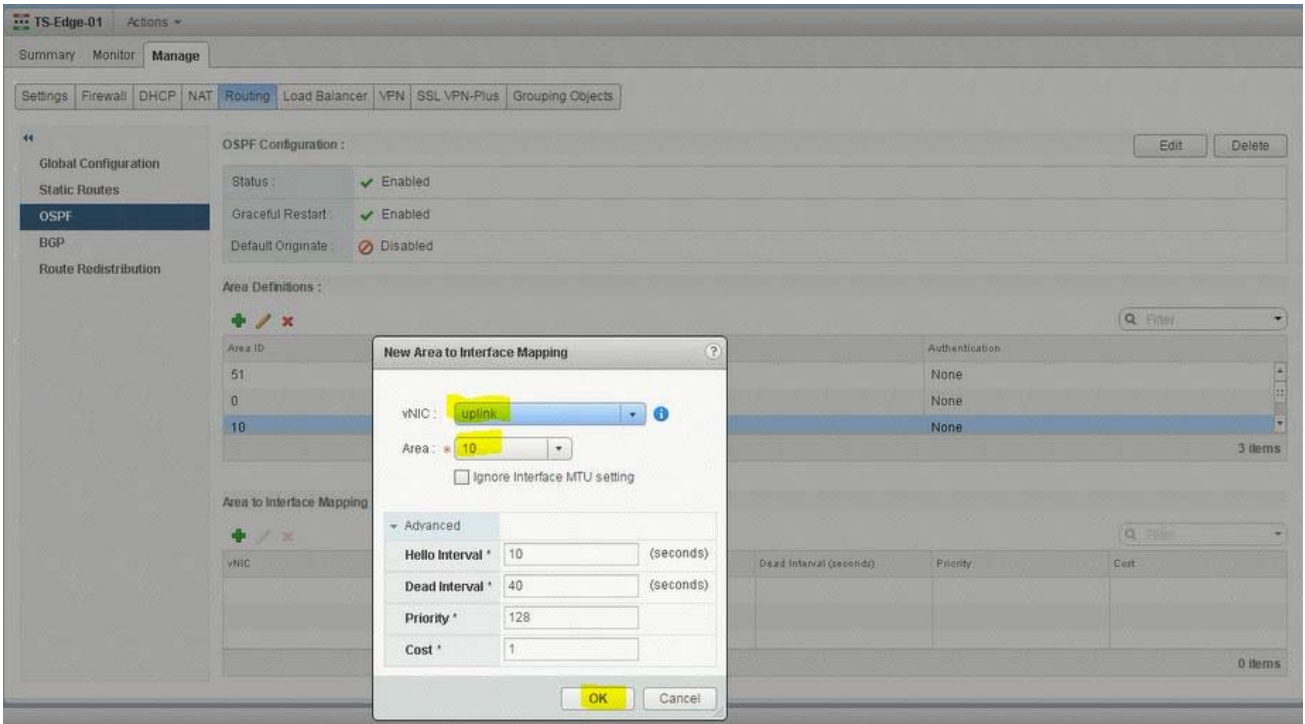 TS-Edge-01 Actions
Summary Monitor Manage
Settings Firewall DHCP NAT Routing Load Balancer VPN SSL VPN-Plus Grouping Objects
Global Configuration
Static Routes
OSPF
BGP
Route Redistribution
OSPF Configuration :
Edit Delete
Status : Enabled
Graceful Restart : Enabled
Default Originate : Disabled
Area Definitions :
Filter
Area ID Authentication
51 None
0 None
10 None
3 items
New Area to Interface Mapping ?
vNIC : uplink
Area : * 10
Ignore Interface MTU setting
Advanced
Hello Interval * 10 (seconds)
Dead Interval * 40 (seconds)
Priority * 128
Cost * 1
OK Cancel
Area to Interface Mapping
Filter
vNIC Dead Interval (seconds) Priority Cost
0 items